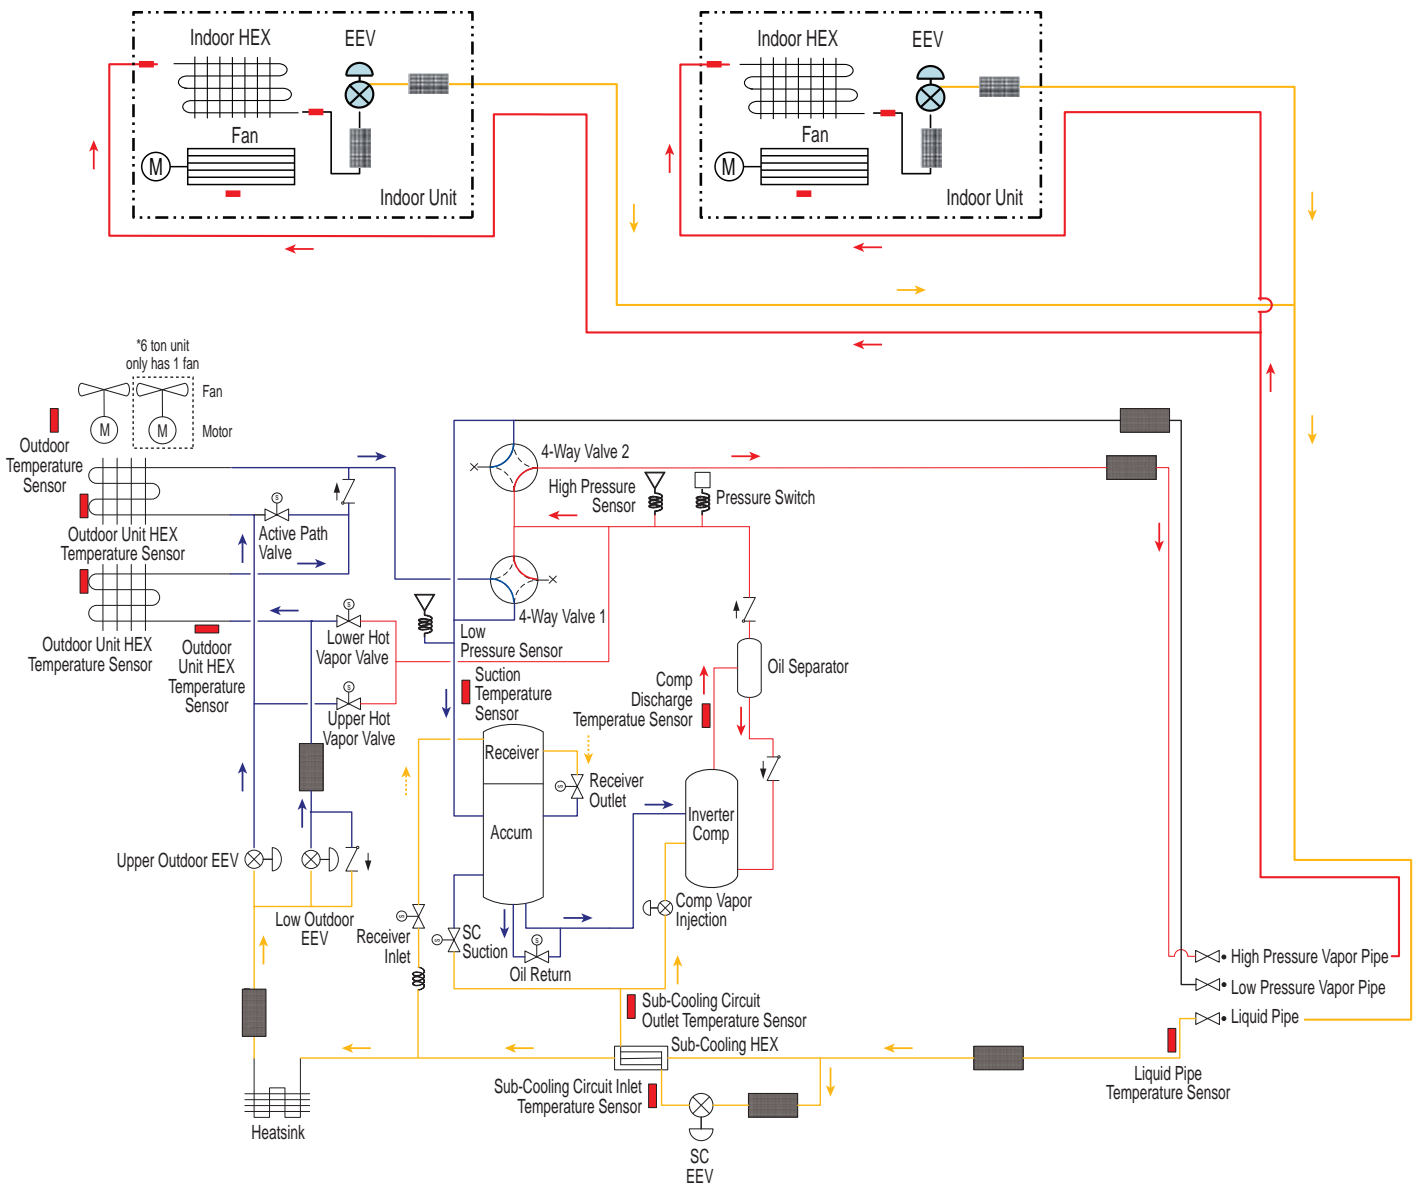 Indoor HEX
EEV
Fan
M
Indoor Unit
Indoor HEX
EEV
Fan
M
Indoor Unit
*6 ton unit
only has 1 fan
Fan
M
M
Motor
Outdoor
Temperature
Sensor
4-Way Valve 2
High Pressure
Sensor
Pressure Switch
S
Active Path
Valve
Outdoor Unit HEX
Temperature Sensor
4-Way Valve 1
Low
Pressure Sensor
S
Lower Hot
Vapor Valve
Outdoor Unit HEX
Temperature Sensor
Outdoor
Unit HEX
Temperature
Sensor
Suction
Temperature
Sensor
Oil Separator
Comp
Discharge
Temperatue Sensor
S
Upper Hot
Vapor Valve
Receiver
S
Receiver
Outlet
Accum
Inverter
Comp
Upper Outdoor EEV
Low Outdoor
EEV
S
Receiver
Inlet
S
SC
Suction
S
Oil Return
Comp Vapor
Injection
High Pressure Vapor Pipe
Low Pressure Vapor Pipe
Liquid Pipe
Sub-Cooling Circuit
Outlet Temperature Sensor
Sub-Cooling HEX
Sub-Cooling Circuit Inlet
Temperature Sensor
Liquid Pipe
Temperature Sensor
Heatsink
SC
EEV